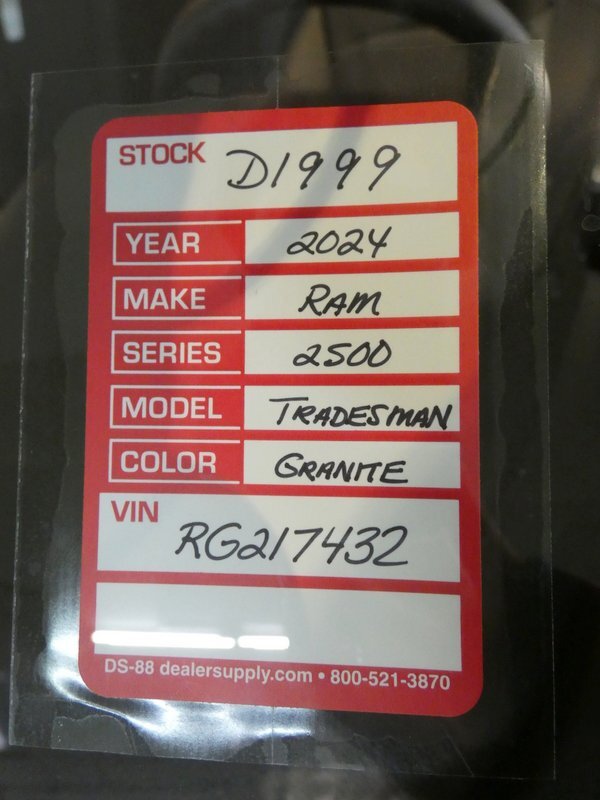 STOCK D1999
YEAR 2024
MAKE RAM
SERIES 2500
MODEL TRADESMAN
COLOR GRANITE
VIN
RG217432
DS-88 dealersupply.com • 800-521-3870